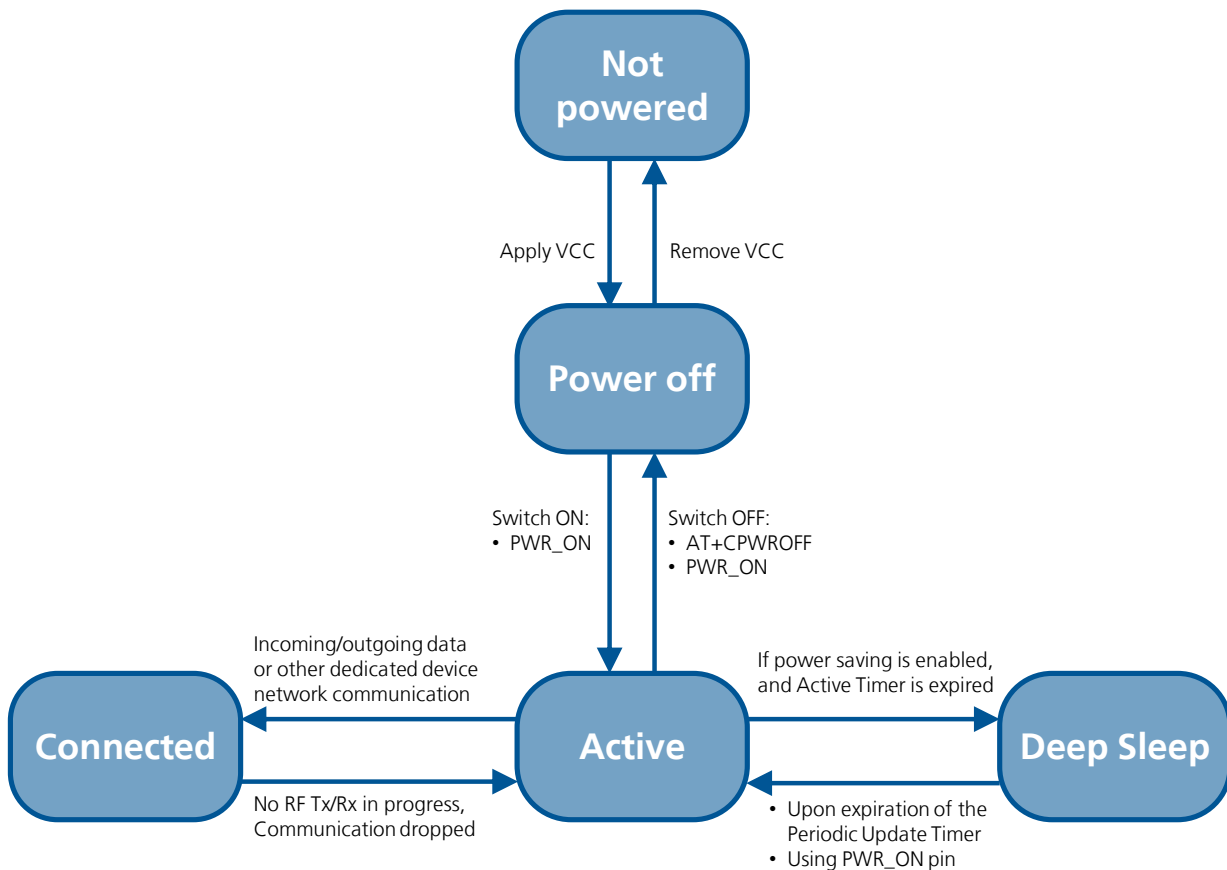 Not
powered
Apply VCC
Remove VCC
Power off
Switch ON:
• PWR_ON
Switch OFF:
• AT+CPWROFF
• PWR_ON
Incoming/outgoing data
or other dedicated device
network communication
If power saving is enabled,
and Active Timer is expired
Connected
Active
Deep Sleep
No RF Tx/Rx in progress,
Communication dropped
• Upon expiration of the
Periodic Update Timer
• Using PWR_ON pin